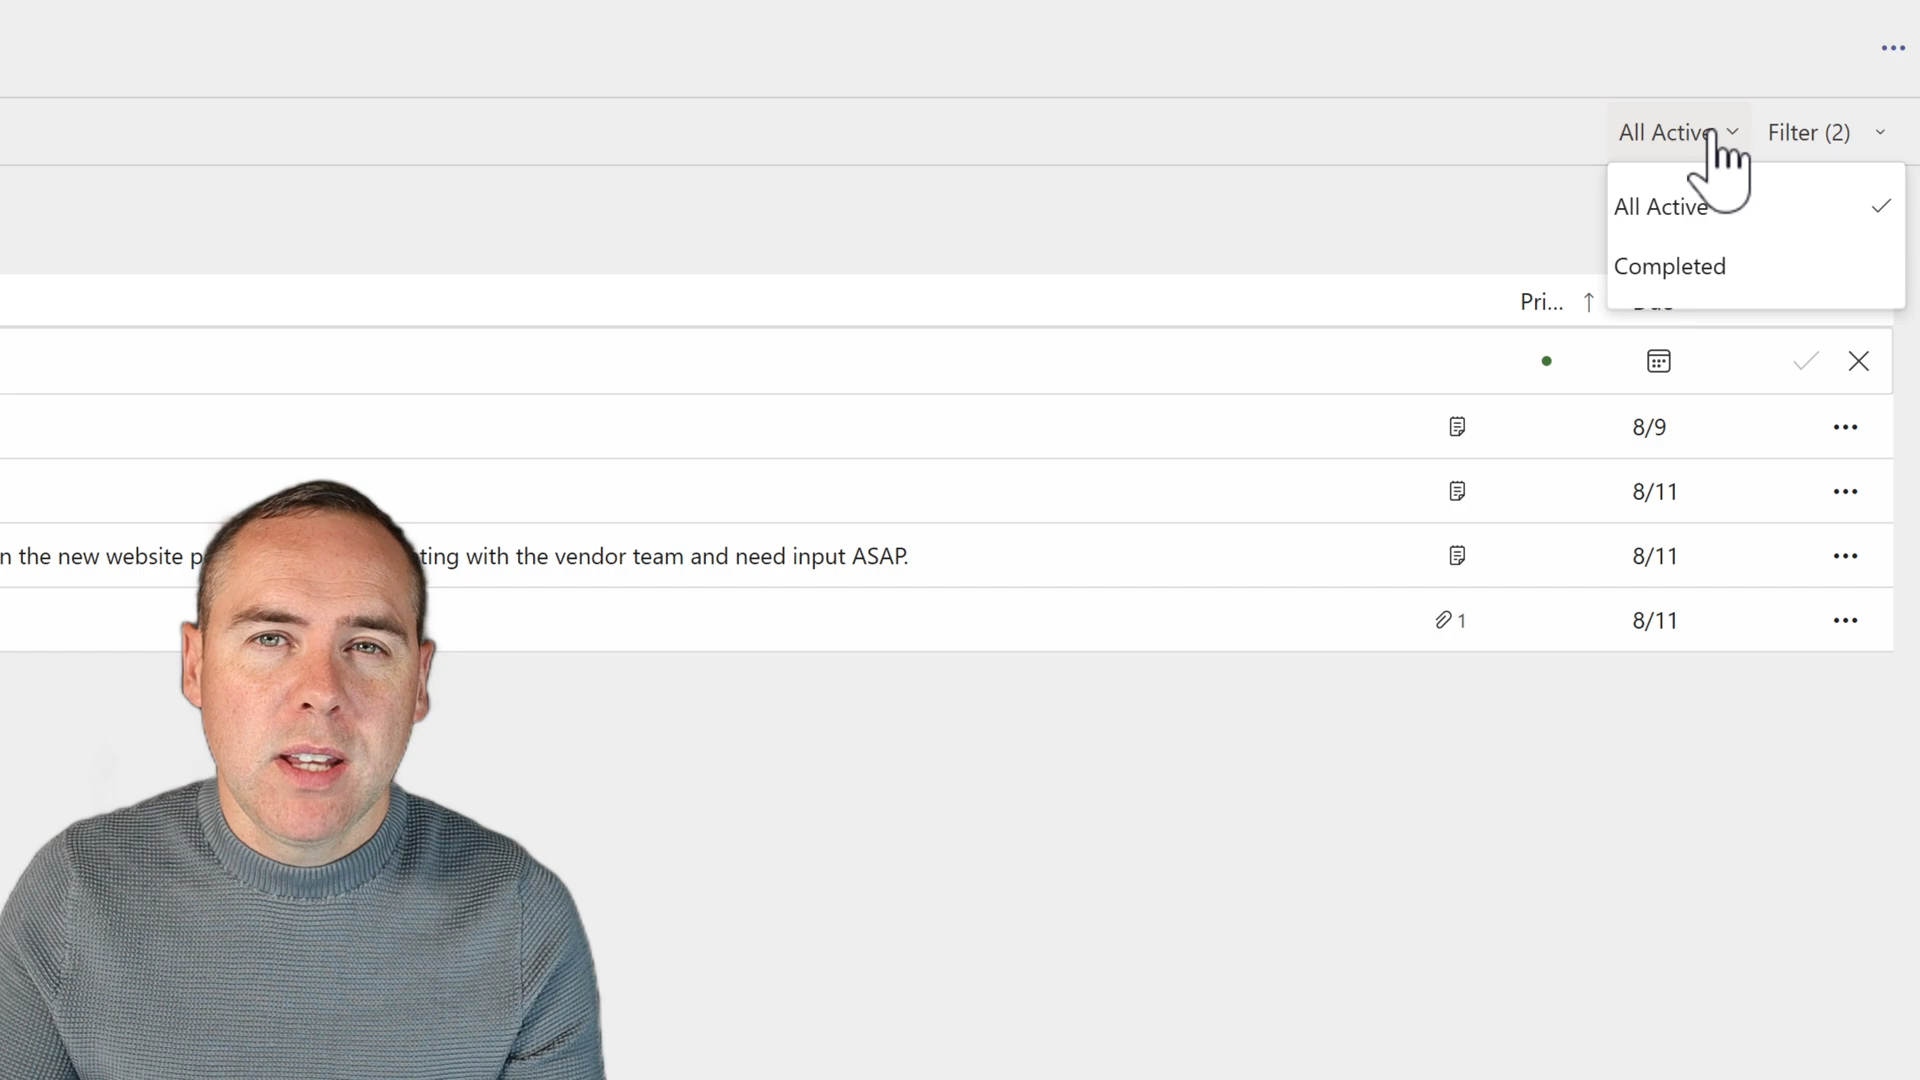 All Active Filter (2)
All Active
Completed
Pri... ↑
8/9
8/11
n the new website with the vendor team and need input ASAP.
8/11
1 8/11